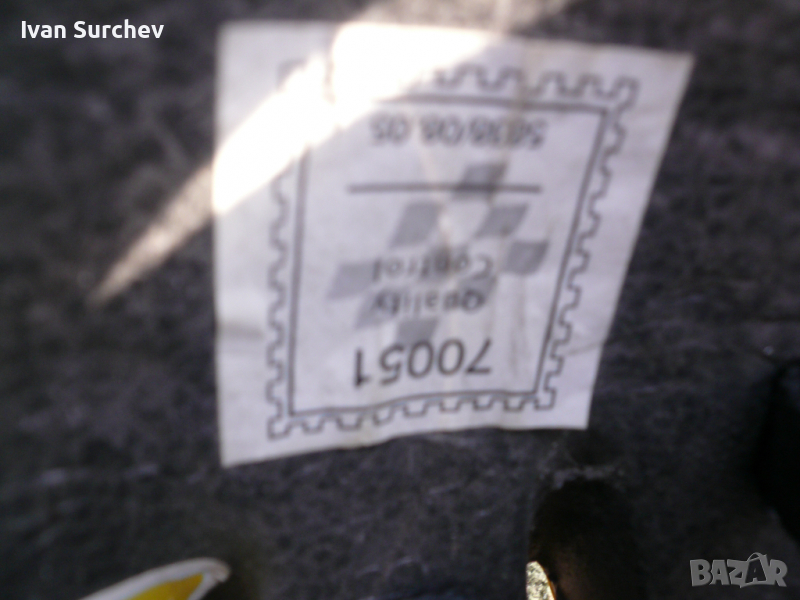 Ivan Surchev
70051
Quality
Control
BAZAR